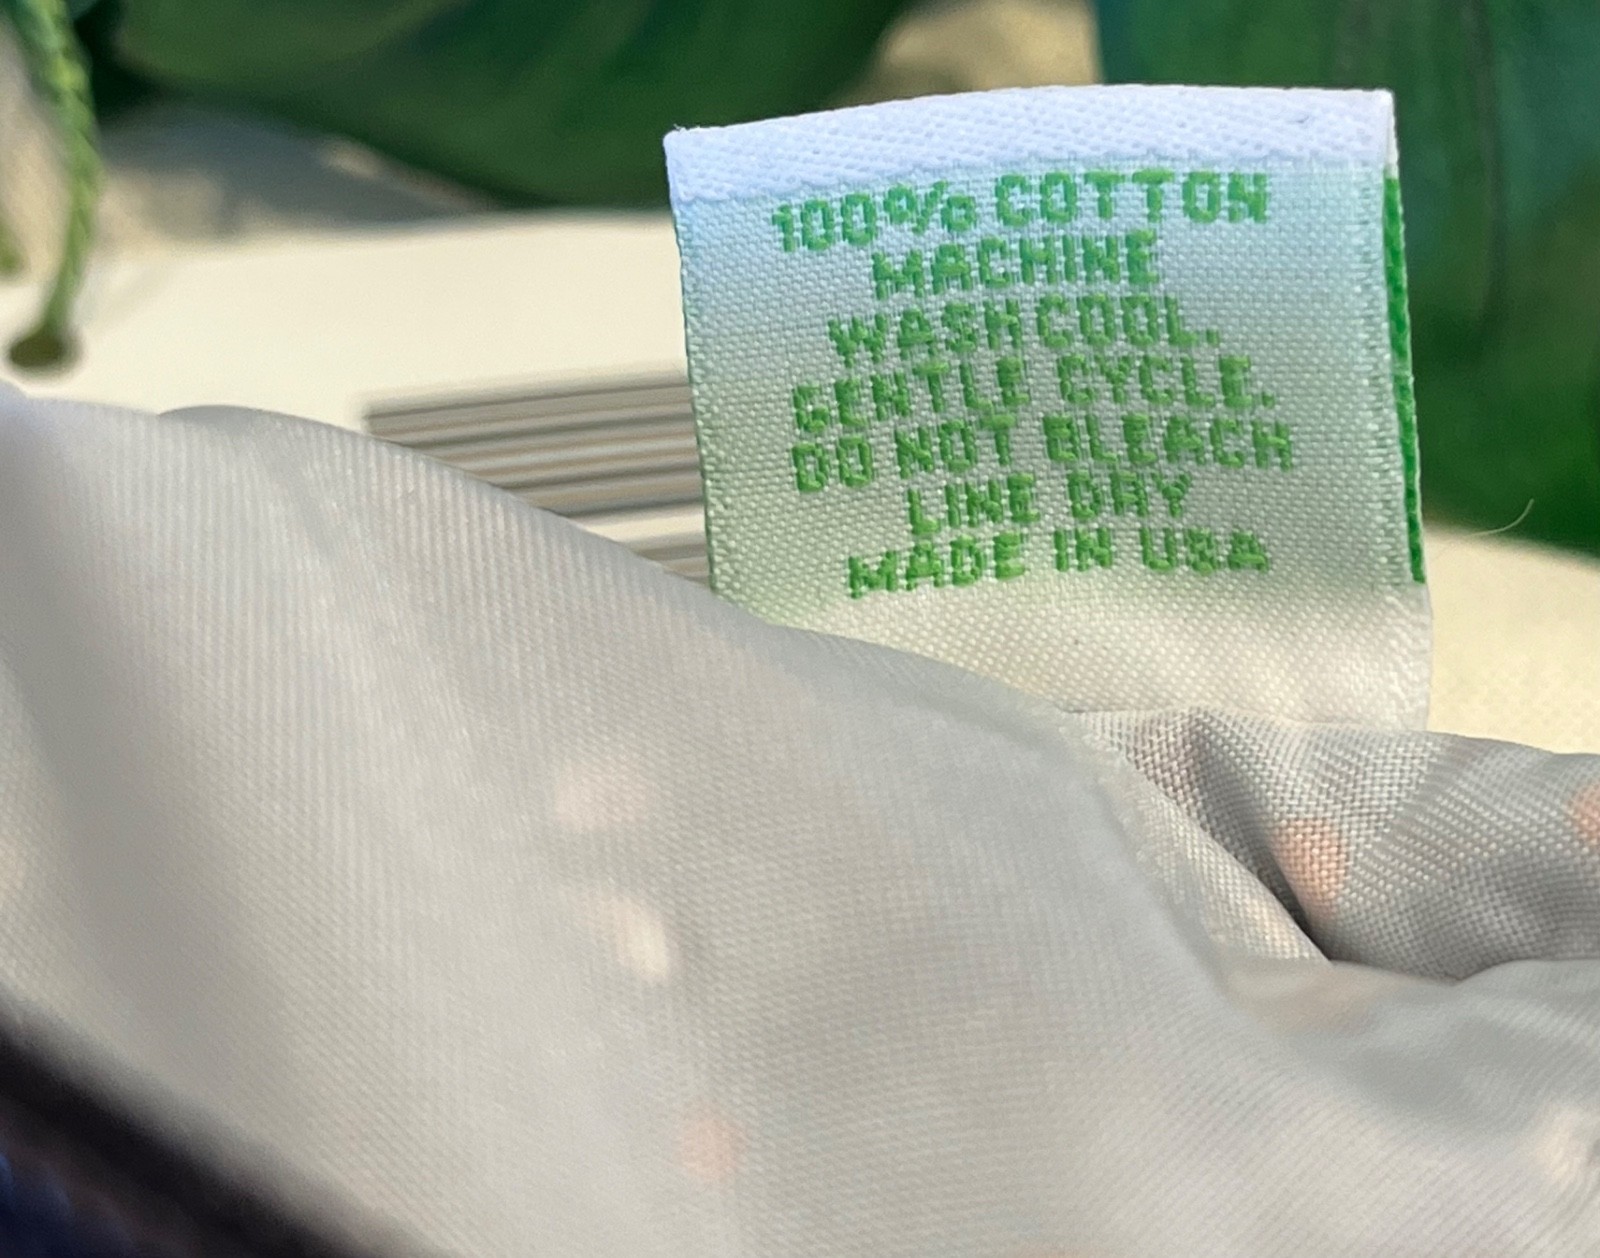 100% COTTON
MACHINE
WASH COOL.
GENTLE CYCLE.
DO NOT BLEACH
LINE DRY
MADE IN USA